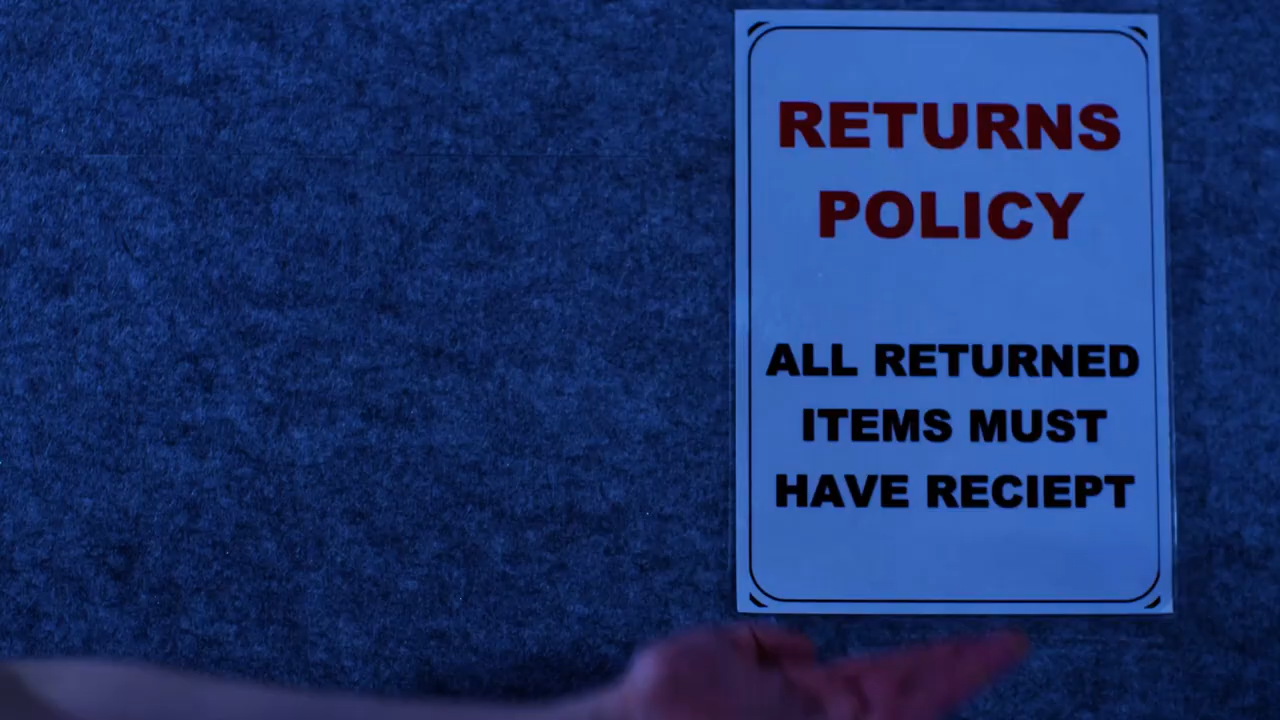 RETURNS
POLICY
ALL RETURNED
ITEMS MUST
HAVE RECIEPT